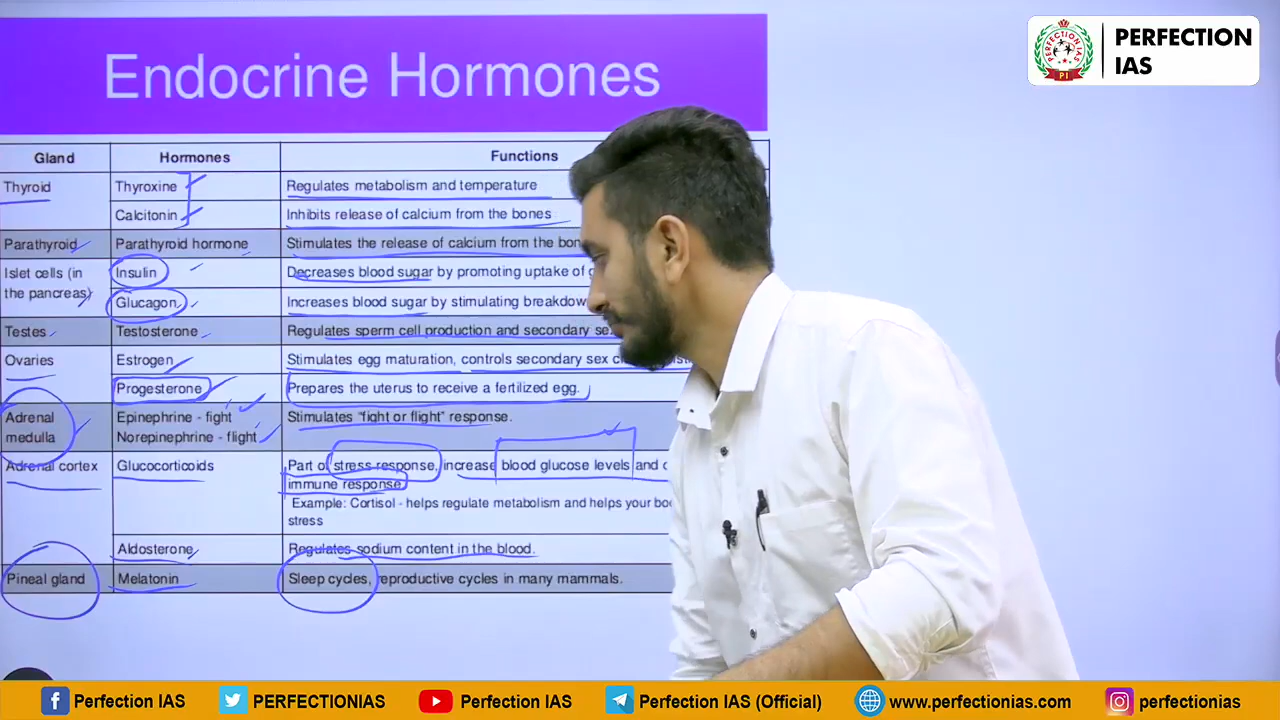 PERFECTION
IAS
PERFECTION IAS
PI
Endocrine Hormones
Gland Hormones Functions
Thyroid Thyroxine Regulates metabolism and temperature
Calcitonin Inhibits release of calcium from the bones
Parathyroid Parathyroid hormone Stimulates the release of calcium from the
Islet cells (in the pancreas) Insulin Decreases blood sugar by promoting uptake of
Glucagon Increases blood sugar by stimulating
Testes Testosterone Regulates sperm cell production and secondary
Ovaries Estrogen Stimulates egg maturation, controls secondary sex
Progesterone Prepares the uterus to receive a fertilized egg.
Adrenal medulla Epinephrine - fight Stimulates "fight or flight" response.
Norepinephrine - flight
Adrenal cortex Glucocorticoids Part of stress response, increase blood glucose levels and
immune response.
Example: Cortisol - helps regulate metabolism and helps your
stress
Aldosterone Regulates sodium content in the blood.
Pineal gland Melatonin Sleep cycles, reproductive cycles in many mammals.
Perfection IAS PERFECTIONIAS Perfection IAS Perfection IAS (Official) www.perfectionias.com perfectionias